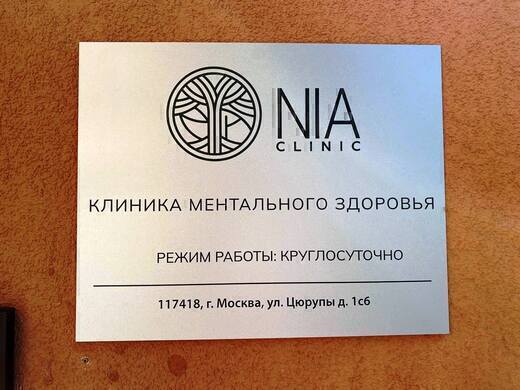 NIA
CLINIC
КЛИНИКА МЕНТАЛЬНОГО ЗДОРОВЬЯ
РЕЖИМ РАБОТЫ: КРУГЛОСУТОЧНО
117418, г. Москва, ул. Цюрупы д. 1с6